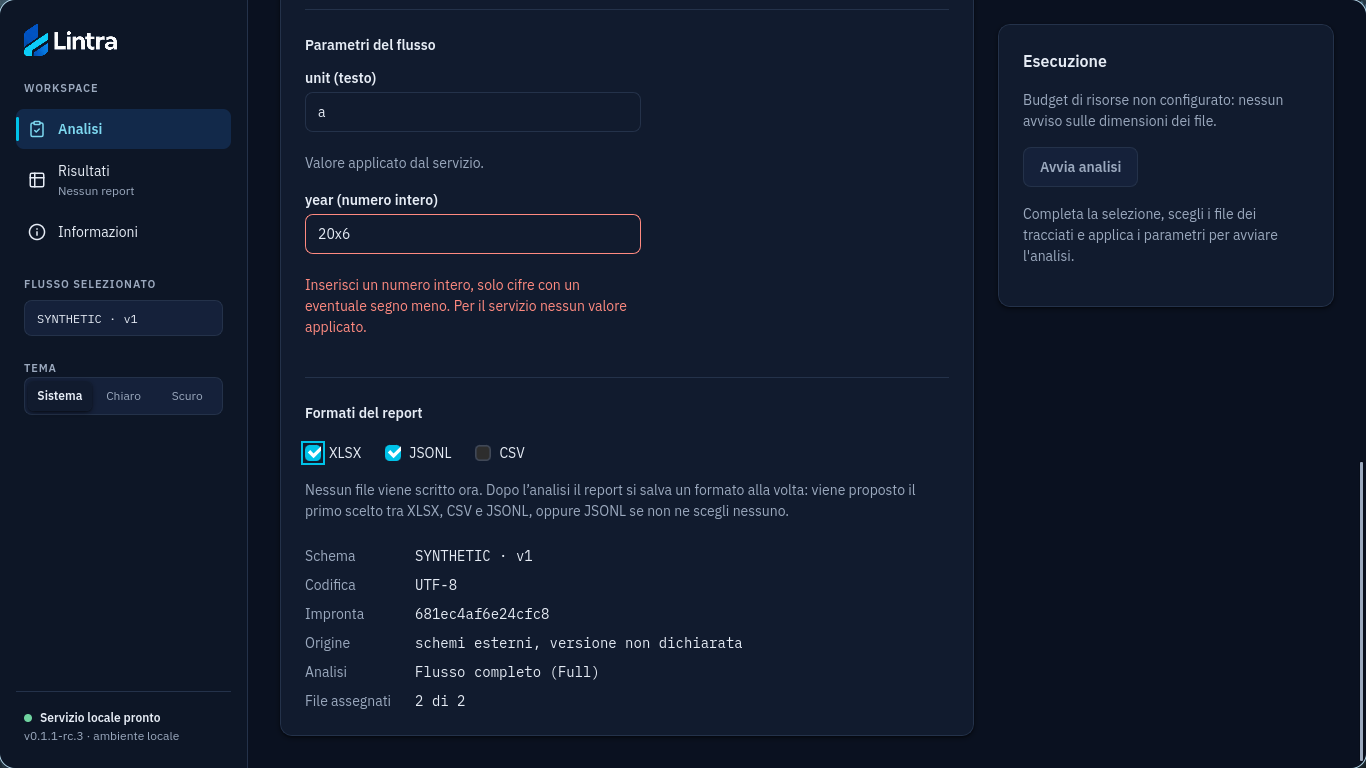 Lintra
WORKSPACE
Analisi
Risultati
Nessun report
Informazioni
FLUSSO SELEZIONATO
SYNTHETIC · v1
TEMA
Sistema Chiaro Scuro
Servizio locale pronto
v0.1.1-rc.3 · ambiente locale
Parametri del flusso
unit (testo)
a
Valore applicato dal servizio.
year (numero intero)
20x6
Inserisci un numero intero, solo cifre con un
eventuale segno meno. Per il servizio nessun valore
applicato.
Formati del report
XLSX JSONL CSV
Nessun file viene scritto ora. Dopo l’analisi il report si salva un formato alla volta: viene proposto il
primo scelto tra XLSX, CSV e JSONL, oppure JSONL se non ne scegli nessuno.
Schema SYNTHETIC · v1
Codifica UTF-8
Impronta 681ec4af6e24cfc8
Origine schemi esterni, versione non dichiarata
Analisi Flusso completo (Full)
File assegnati 2 di 2
Esecuzione
Budget di risorse non configurato: nessun
avviso sulle dimensioni dei file.
Avvia analisi
Completa la selezione, scegli i file dei
tracciati e applica i parametri per avviare
l'analisi.